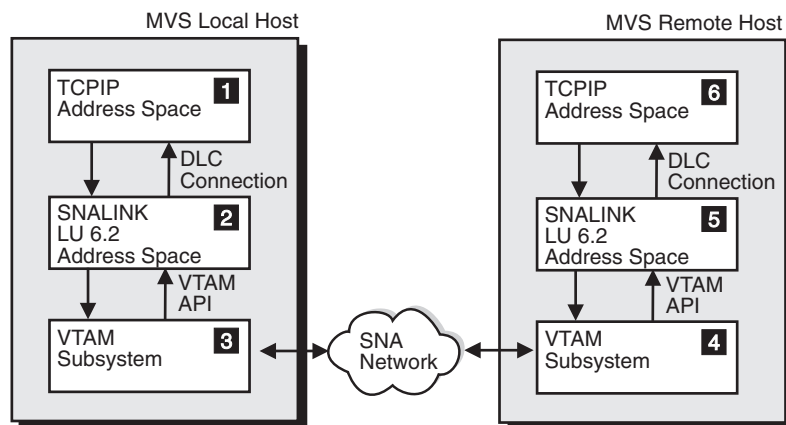 MVS Local Host
TCPIP
Address Space
1
DLC
Connection
SNALINK
LU 6.2
Address Space
2
VTAM
API
VTAM
Subsystem
3
SNA
Network
MVS Remote Host
TCPIP
Address Space
6
DLC
Connection
SNALINK
LU 6.2
Address Space
5
VTAM
API
VTAM
Subsystem
4